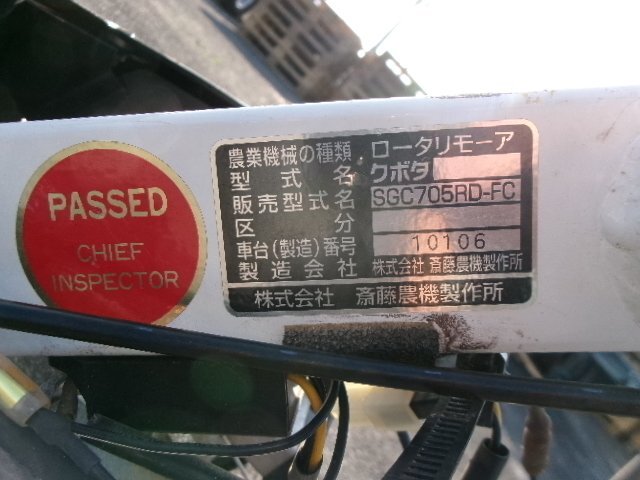 PASSED
CHIEF
INSPECTOR
農業機械の種類 ロータリモーア
型式名 クボタ
販売型式名 SGC705RD-FC
区分
車台(製造)番号 10106
製造会社 株式会社 斎藤農機製作所
株式会社 斎藤農機製作所